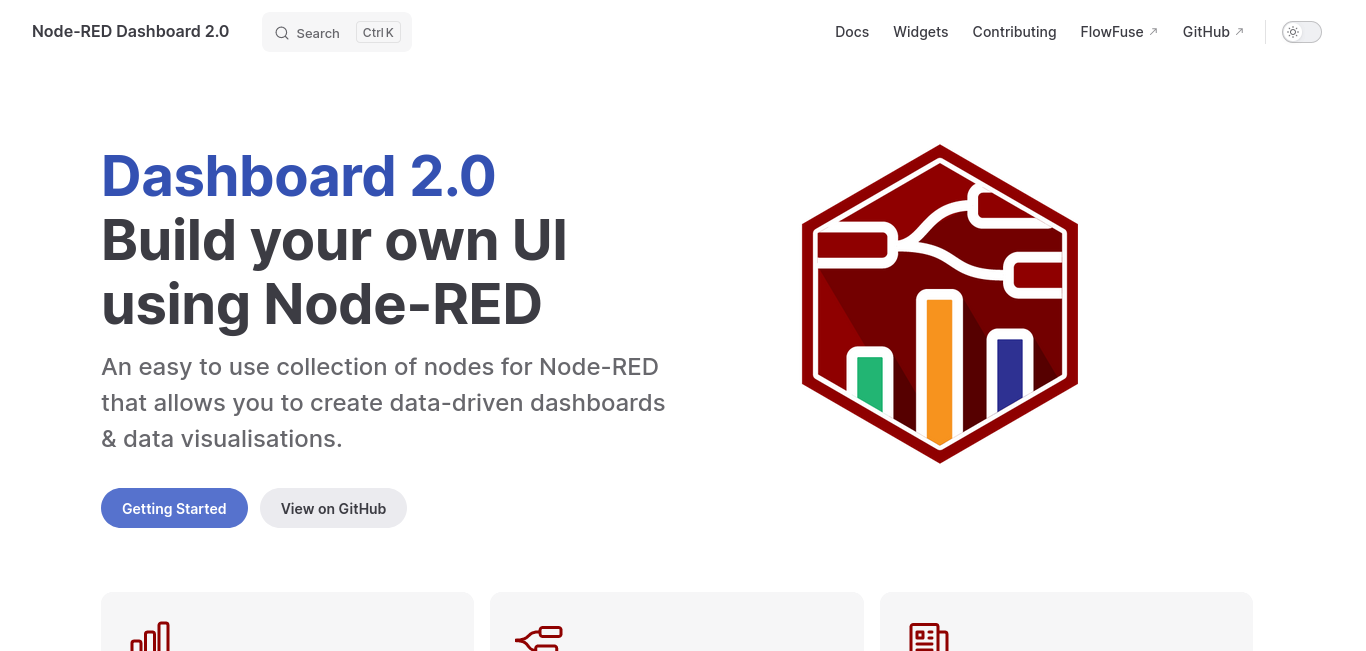 Node-RED Dashboard 2.0
Search
Ctrl K
Docs
Widgets
Contributing
FlowFuse
GitHub
Dashboard 2.0
Build your own UI
using Node-RED
An easy to use collection of nodes for Node-RED
that allows you to create data-driven dashboards
& data visualisations.
Getting Started
View on GitHub